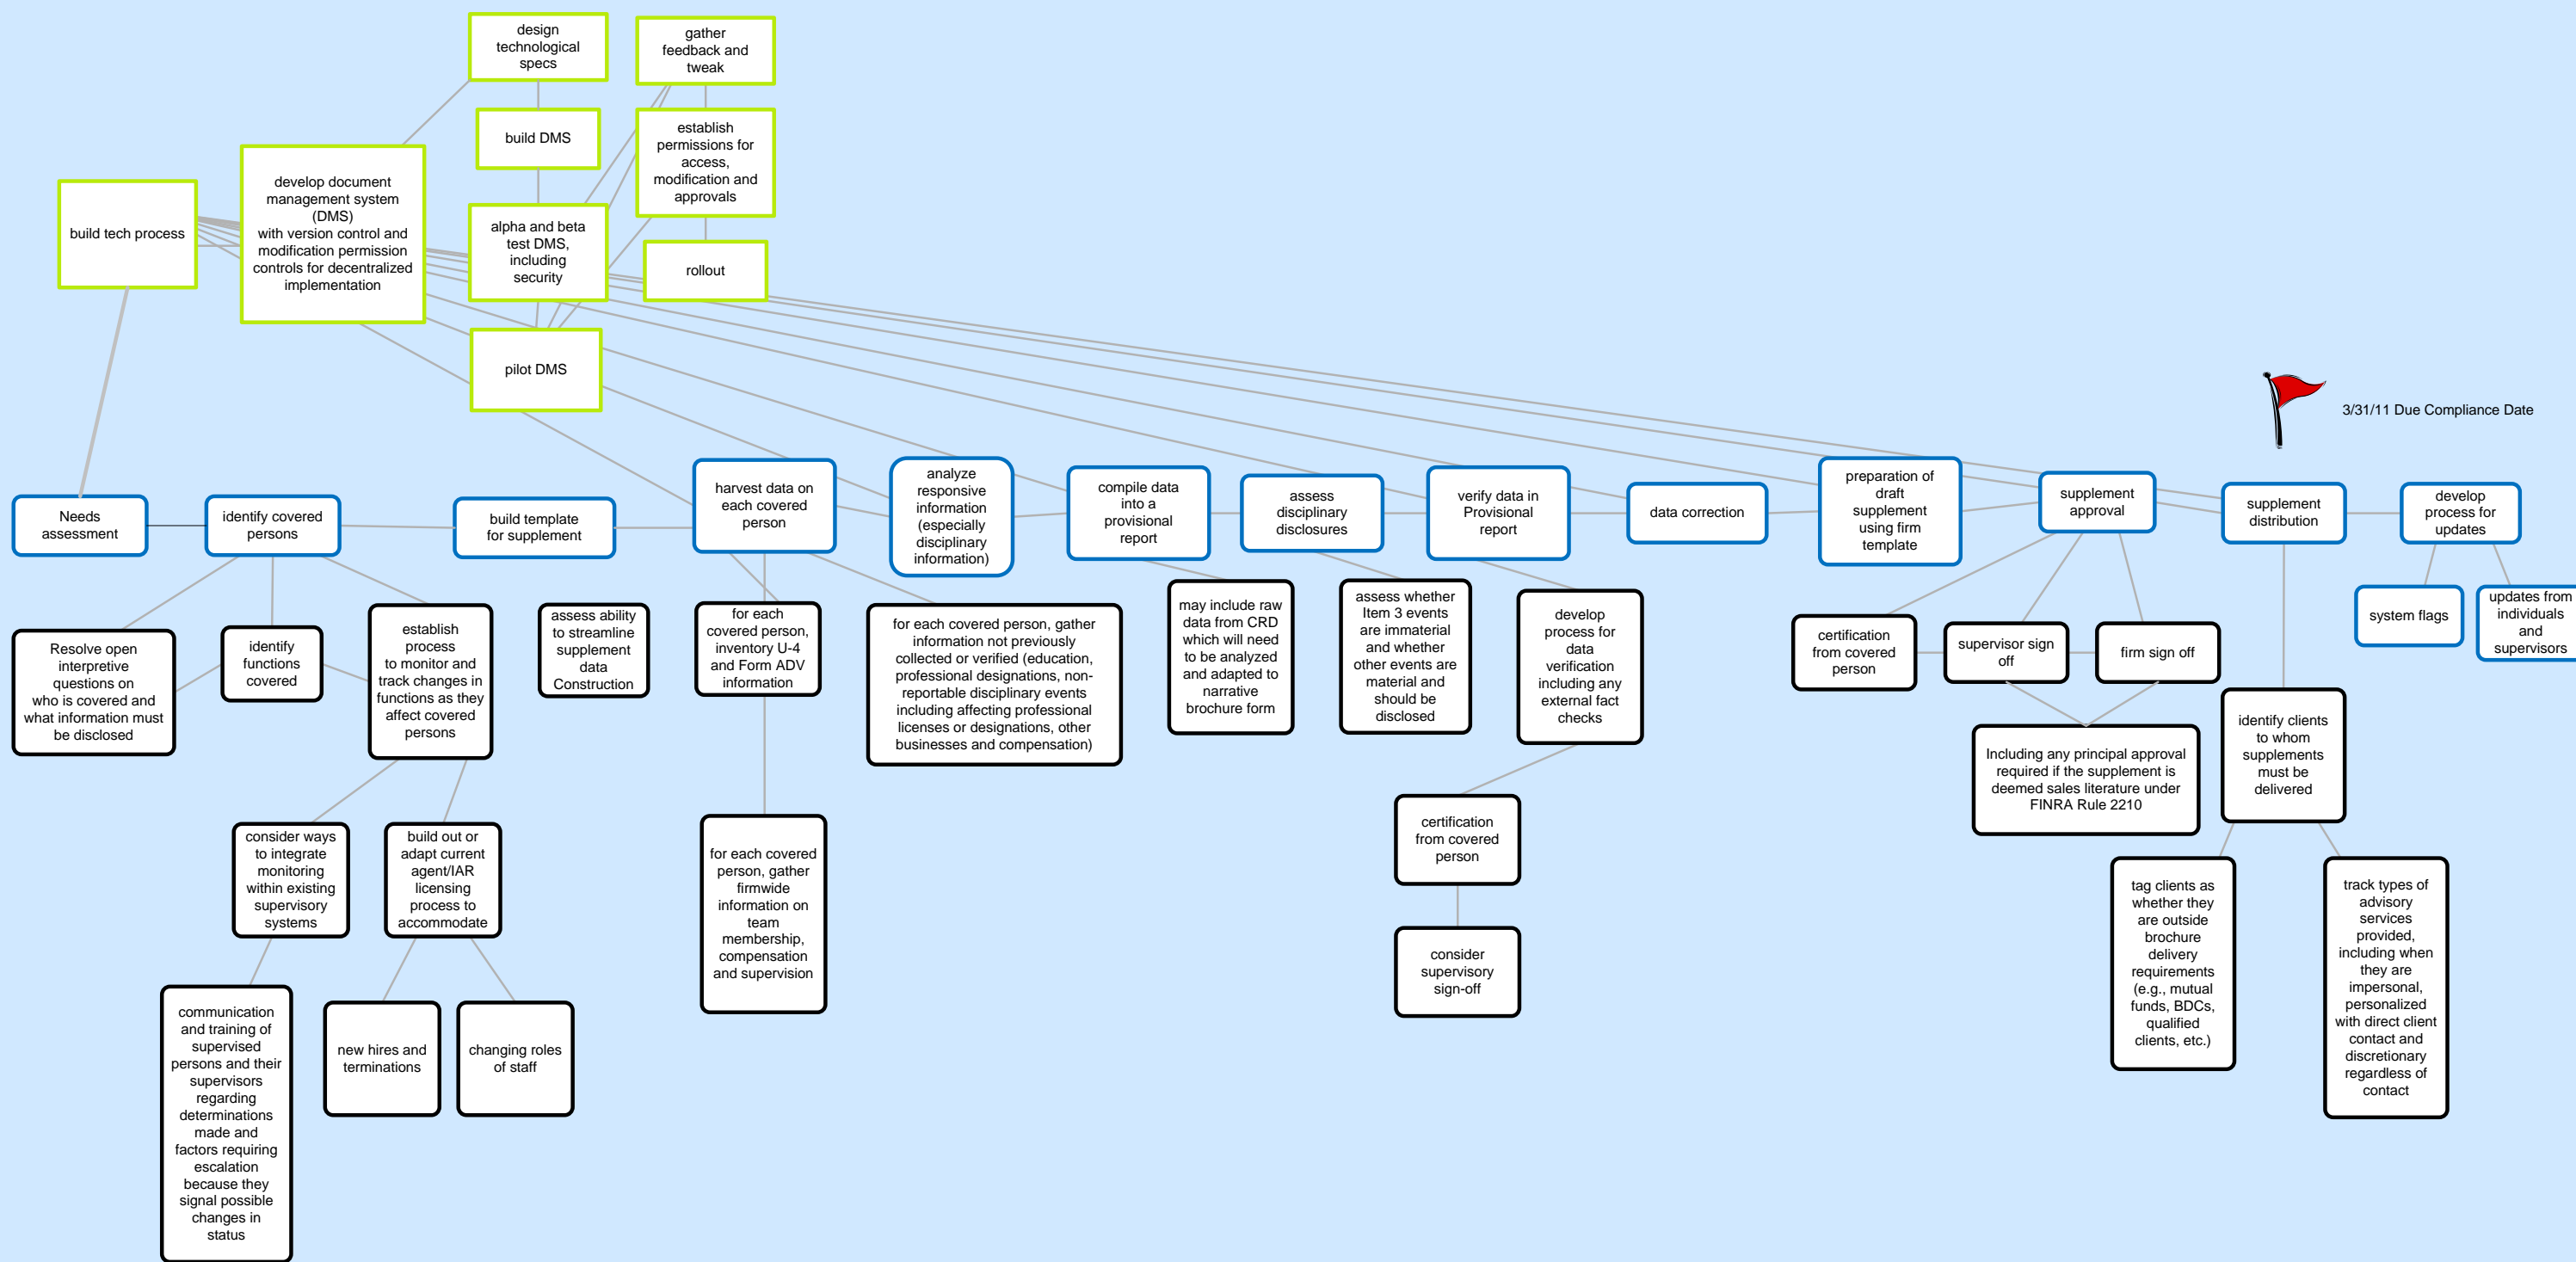 design
technological
specs
gather
feedback and
tweak
build DMS
establish
permissions for
access,
modification and
approvals
build tech process
develop document
management system
(DMS)
with version control and
modification permission
controls for decentralized
implementation
alpha and beta
test DMS,
including
security
rollout
pilot DMS
3/31/11 Due Compliance Date
Needs
assessment
identify covered
persons
build template
for supplement
harvest data on
each covered
person
analyze
responsive
information
(especially
disciplinary
information)
compile data
into a
provisional
report
assess
disciplinary
disclosures
verify data in
Provisional
report
data correction
preparation of
draft
supplement
using firm
template
supplement
approval
supplement
distribution
develop
process for
updates
Resolve open
interpretive
questions on
who is covered and
what information must
be disclosed
identify
functions
covered
establish
process
to monitor and
track changes in
functions as they
affect covered
persons
assess ability
to streamline
supplement
data
Construction
for each
covered person,
inventory U-4
and Form ADV
information
for each covered person, gather
information not previously
collected or verified (education,
professional designations, non-
reportable disciplinary events
including affecting professional
licenses or designations, other
businesses and compensation)
may include raw
data from CRD
which will need
to be analyzed
and adapted to
narrative
brochure form
assess whether
Item 3 events
are immaterial
and whether
other events are
material and
should be
disclosed
develop
process for
data
verification
including any
external fact
checks
certification
from covered
person
supervisor sign
off
firm sign off
system flags
updates from
individuals
and
supervisors
Including any principal approval
required if the supplement is
deemed sales literature under
FINRA Rule 2210
identify clients
to whom
supplements
must be
delivered
consider ways
to integrate
monitoring
within existing
supervisory
systems
build out or
adapt current
agent/IAR
licensing
process to
accommodate
for each covered
person, gather
firmwide
information on
team
membership,
compensation
and supervision
certification
from covered
person
consider
supervisory
sign-off
tag clients as
whether they
are outside
brochure
delivery
requirements
(e.g., mutual
funds, BDCs,
qualified
clients, etc.)
track types of
advisory
services
provided,
including when
they are
impersonal,
personalized
with direct client
contact and
discretionary
regardless of
contact
communication
and training of
supervised
persons and their
supervisors
regarding
determinations
made and
factors requiring
escalation
because they
signal possible
changes in
status
new hires and
terminations
changing roles
of staff